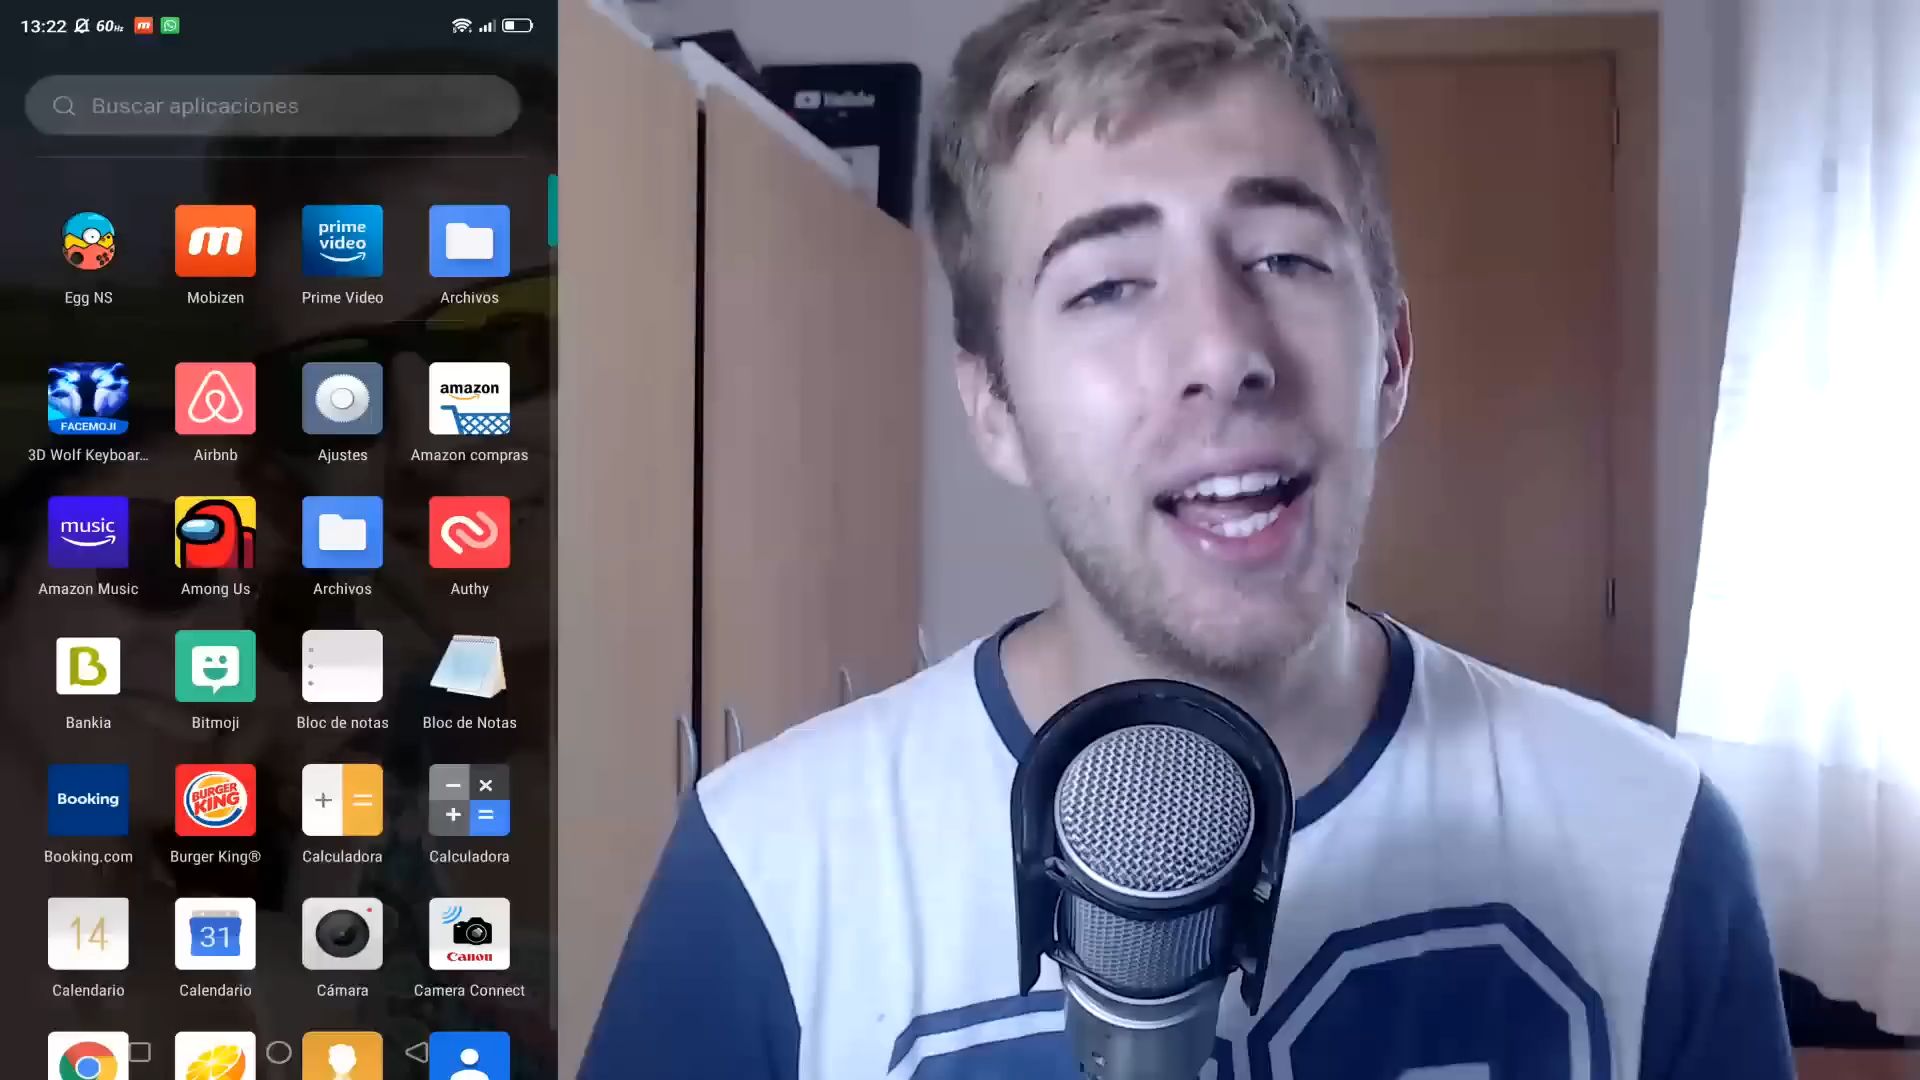 13:22 60Hz
Buscar aplicaciones
YouTube
prime
video
Egg NS Mobizen Prime Video Archivos
amazon
FACEMOJI
3D Wolf Keyboar... Airbnb Ajustes Amazon compras
music
Amazon Music Among Us Archivos Authy
Bankia Bitmoji Bloc de notas Bloc de Notas
Booking
BURGER
KING
Booking.com Burger King® Calculadora Calculadora
14 31
Canon
Calendario Calendario Cámara Camera Connect